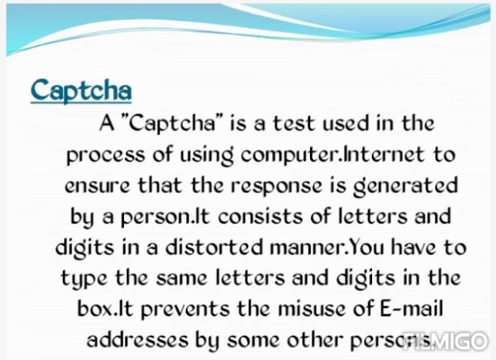 Captcha
A "Captcha" is a test used in the
process of using computer.Internet to
ensure that the response is generated
by a person.It consists of letters and
digits in a distorted manner.You have to
type the same letters and digits in the
box.It prevents the misuse of E-mail
addresses by some other persons.
FILMIGO